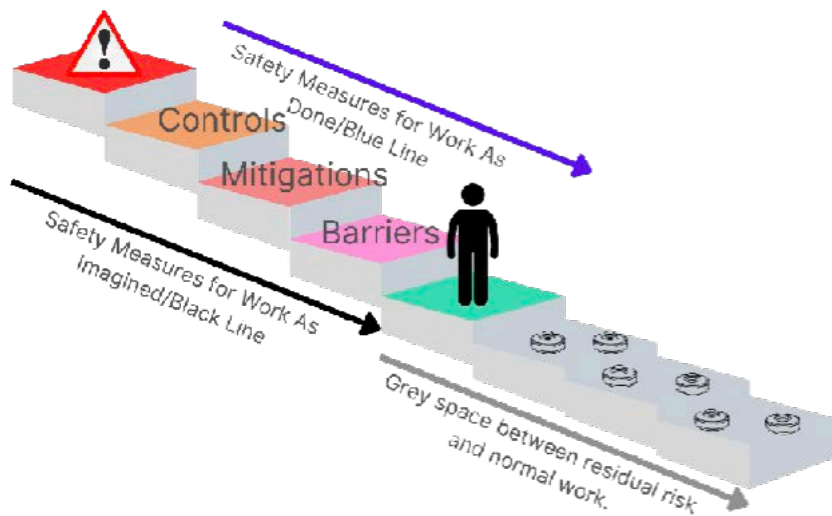 Safety Measures for Work As
Done/Blue Line
Controls
Mitigations
Barriers
Safety Measures for Work As
Imagined/Black Line
Grey space between residual risk
and normal work.